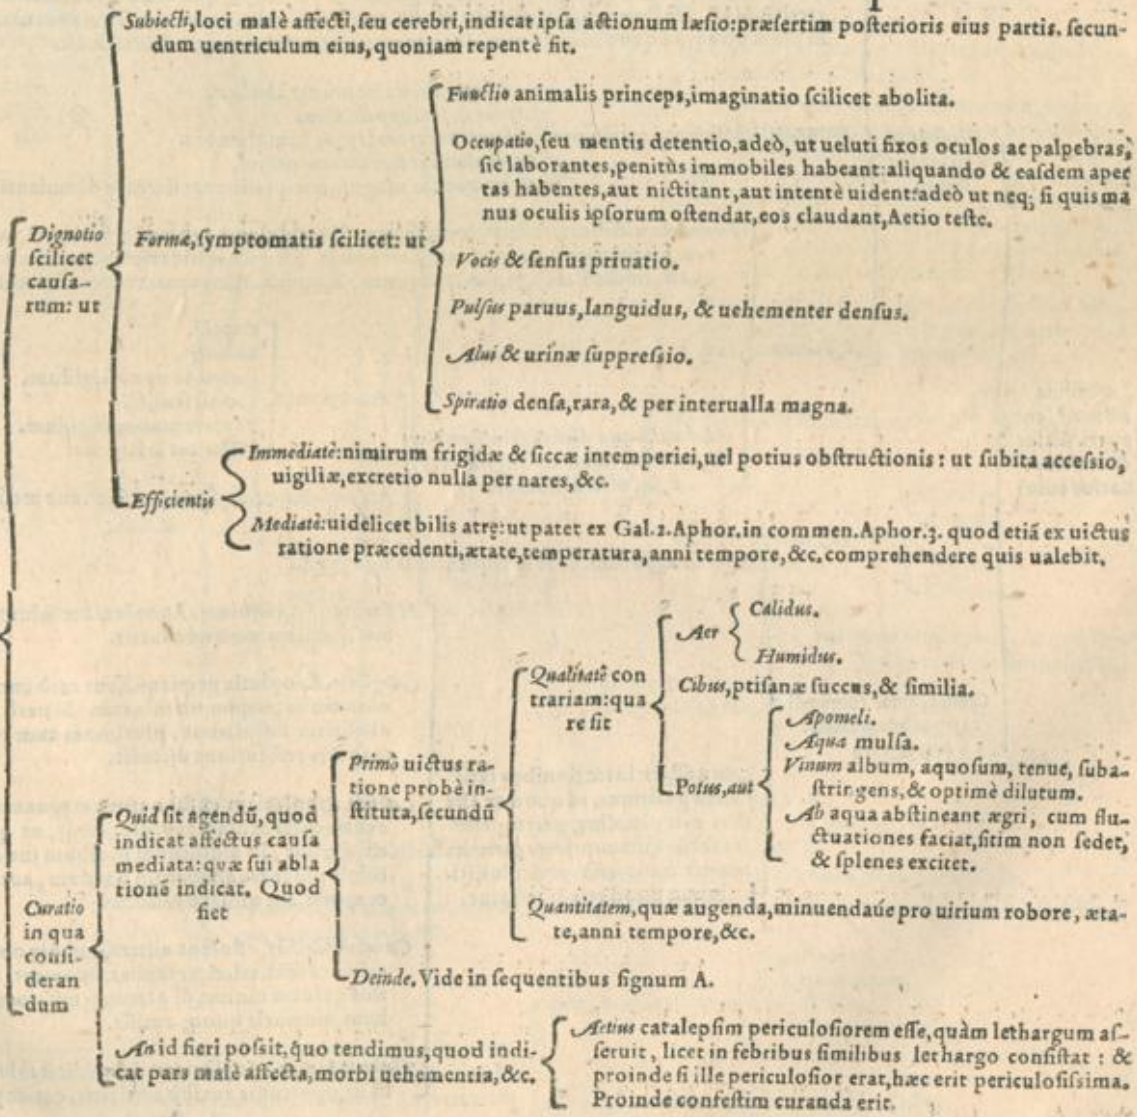 Subiecti, loci malè affecti, seu cerebri, indicat ipsa actionum læsio: præsertim posterioris eius partis. secun-
dum uentriculum eius, quoniam repentè fit.
Functio animalis princeps, imaginatio scilicet abolita.
Occupatio, seu mentis detentio, adeò, ut ueluti fixos oculos ac palpebras,
sic laborantes, penitùs immobiles habeant: aliquando & easdem aper
tas habentes, aut nictitant, aut intentè uident: adeò ut neq; si quis ma
nus oculis ipsorum ostendat, eos claudant, Aetio teste.
Dignotio
scilicet
causa-
rum: ut
Formæ, symptomatis scilicet: ut
Vocis & sensus priuatio.
Pulsus paruus, languidus, & uehementer densus.
Alui & urinæ suppressio.
Spiratio densa, rara, & per interualla magna.
Efficientis
Immediatè: nimirum frigidæ & siccæ intemperiei, uel potius obstructionis: ut subita accessio,
uigiliæ, excretio nulla per nares, &c.
Mediatè: uidelicet bilis atrę: ut patet ex Gal. 2. Aphor. in commen. Aphor. 3. quod etiā ex uictus
ratione præcedenti, ætate, temperatura, anni tempore, &c. comprehendere quis ualebit.
Curatio
in qua
consi-
deran
dum
Quid sit agendū, quod
indicat affectus causa
mediata: quæ sui abla
tionē indicat. Quod
fiet
Primò uictus ra-
tione probè in-
stituta, secundū
Qualitatē con
trariam: qua
re sit
Aer
Calidus.
Humidus.
Cibus, ptisanæ succus, & similia.
Potus, aut
Apomeli.
Aqua mulsa.
Vinum album, aquosum, tenue, suba-
stringens, & optimè dilutum.
Ab aqua abstineant ægri, cum flu-
ctuationes faciat, sitim non sedet,
& splenes excitet.
Quantitatem, quæ augenda, minuendaúe pro uirium robore, æta-
te, anni tempore, &c.
Deinde. Vide in sequentibus signum A.
An id fieri possit, quo tendimus, quod indi-
cat pars malè affecta, morbi uehementia, &c.
Aetius catalepsim periculosiorem esse, quàm lethargum as-
seruit, licet in febribus similibus lethargo consistat: &
proinde si ille periculosior erat, hæc erit periculosissima.
Proinde confestim curanda erit.